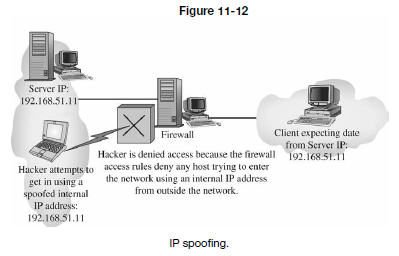 Figure 11-12
Server IP:
192.168.51.11
Firewall
Hacker is denied access because the firewall
access rules deny any host trying to enter
the network using an internal IP address
from outside the network.
Hacker attempts to
get in using a
spoofed internal
IP address:
192.168.51.11
Client expecting date
from Server IP:
192.168.51.11
IP spoofing.